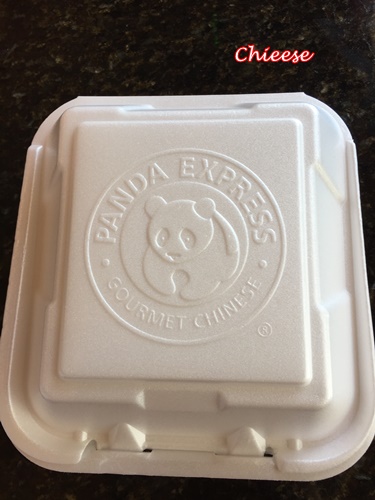 Chieese
PANDA EXPRESS
GOURMET CHINESE
®